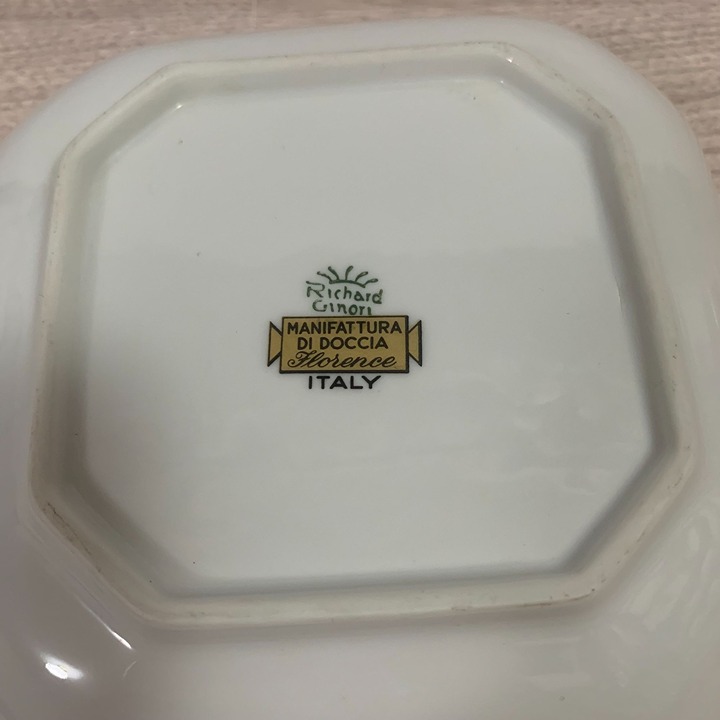 Richard
Ginori
MANIFATTURA
DI DOCCIA
Florence
ITALY